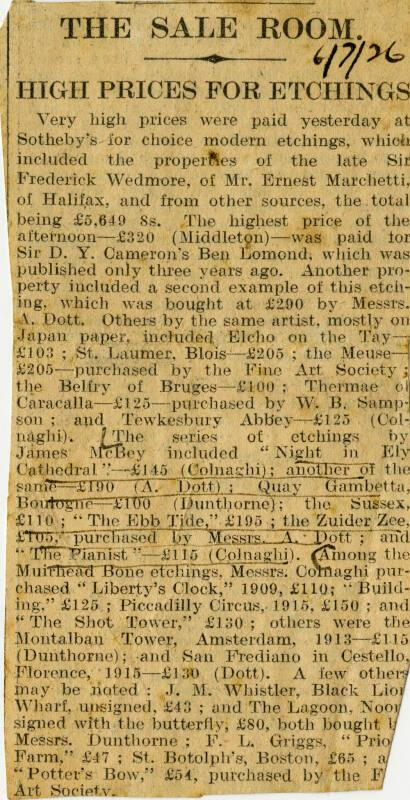 THE SALE ROOM.
6/7/26
HIGH PRICES FOR ETCHINGS
Very high prices were paid yesterday at
Sotheby's for choice modern etchings, which
included the properties of the late Sir
Frederick Wedmore, of Mr. Ernest Marchetti,
of Halifax, and from other sources, the total
being £5,649 8s. The highest price of the
afternoon—£320 (Middleton)—was paid for
Sir D. Y. Cameron's Ben Lomond, which was
published only three years ago. Another pro-
perty included a second example of this etch-
ing, which was bought at £290 by Messrs.
A. Dott. Others by the same artist, mostly on
Japan paper, included Elcho on the Tay—
£103 ; St. Laumer, Blois—£205 ; the Meuse—
£205—purchased by the Fine Art Society ;
the Belfry of Bruges—£100 ; Thermae of
Caracalla—£125—purchased by W. B. Samp-
son ; and Tewkesbury Abbey—£125 (Col-
naghi). The series of etchings by
James McBey included "Night in Ely
Cathedral"—£145 (Colnaghi); another of the
same—£190 (A. Dott) ; Quay Gambetta,
Boulogne—£100 (Dunthorne); the Sussex,
£110 ; "The Ebb Tide," £195 ; the Zuider Zee,
£105, purchased by Messrs. A. Dott ; and
"The Pianist"—£115 (Colnaghi). Among the
Muirhead Bone etchings, Messrs. Colnaghi pur-
chased "Liberty's Clock," 1909, £110; "Build-
ing," £125 ; Piccadilly Circus, 1915, £150 ; and
"The Shot Tower," £130 ; others were the
Montalban Tower, Amsterdam, 1913—£115
(Dunthorne); and San Frediano in Costello,
Florence, 1915—£130 (Dott). A few others
may be noted : J. M. Whistler, Black Lion
Wharf, unsigned, £43 ; and The Lagoon, Noon
signed with the butterfly, £80, both bought b
Messrs. Dunthorne ; F. L. Griggs, "Prio
Farm," £47 ; St. Botolph's, Boston, £65 ; a
"Potter's Bow," £54, purchased by the F
Art Society.